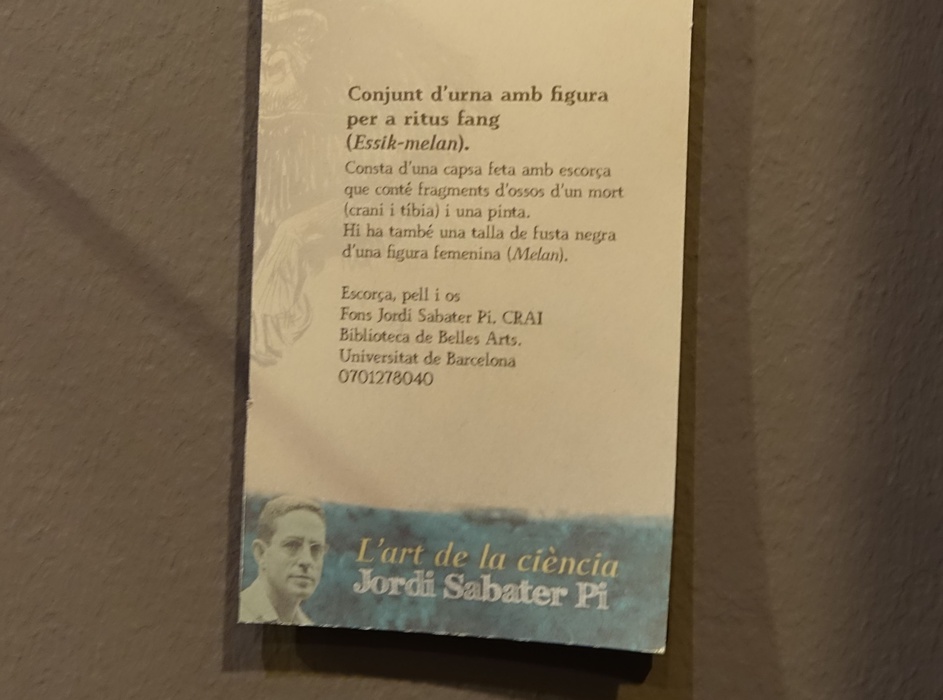 Conjunt d'urna amb figura
per a ritus fang
(Essik-melan).
Consta d'una capsa feta amb escorça
que conté fragments d'ossos d'un mort
(crani i tíbia) i una pinta.
Hi ha també una talla de fusta negra
d'una figura femenina (Melan).
Escorça, pell i os
Fons Jordi Sabater Pi. CRAI
Biblioteca de Belles Arts.
Universitat de Barcelona
0701278040
L'art de la ciència
Jordi Sabater Pi